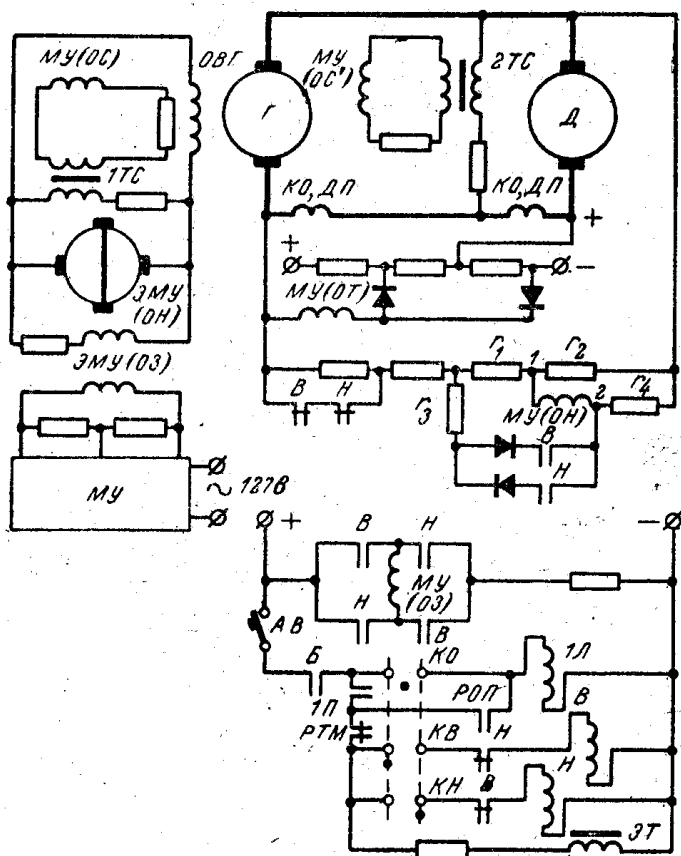 МУ(ОС)
ОВГ
1ТС
ЭМУ
(ОН)
ЭМУ(ОЗ)
МУ
~ 127В
Г
МУ
(ОС')
2ТС
Д
КО,ДП
КО,ДП
+
+
–
МУ(ОТ)
В
Н
r₁
1
r₂
r₃
МУ(ОН)
2
r₄
В
Н
+
–
В
Н
МУ
(ОЗ)
Н
В
АВ
Б
КО
1Л
1П
РОП
РТМ
КВ
Н
В
КН
В
Н
ЭТ